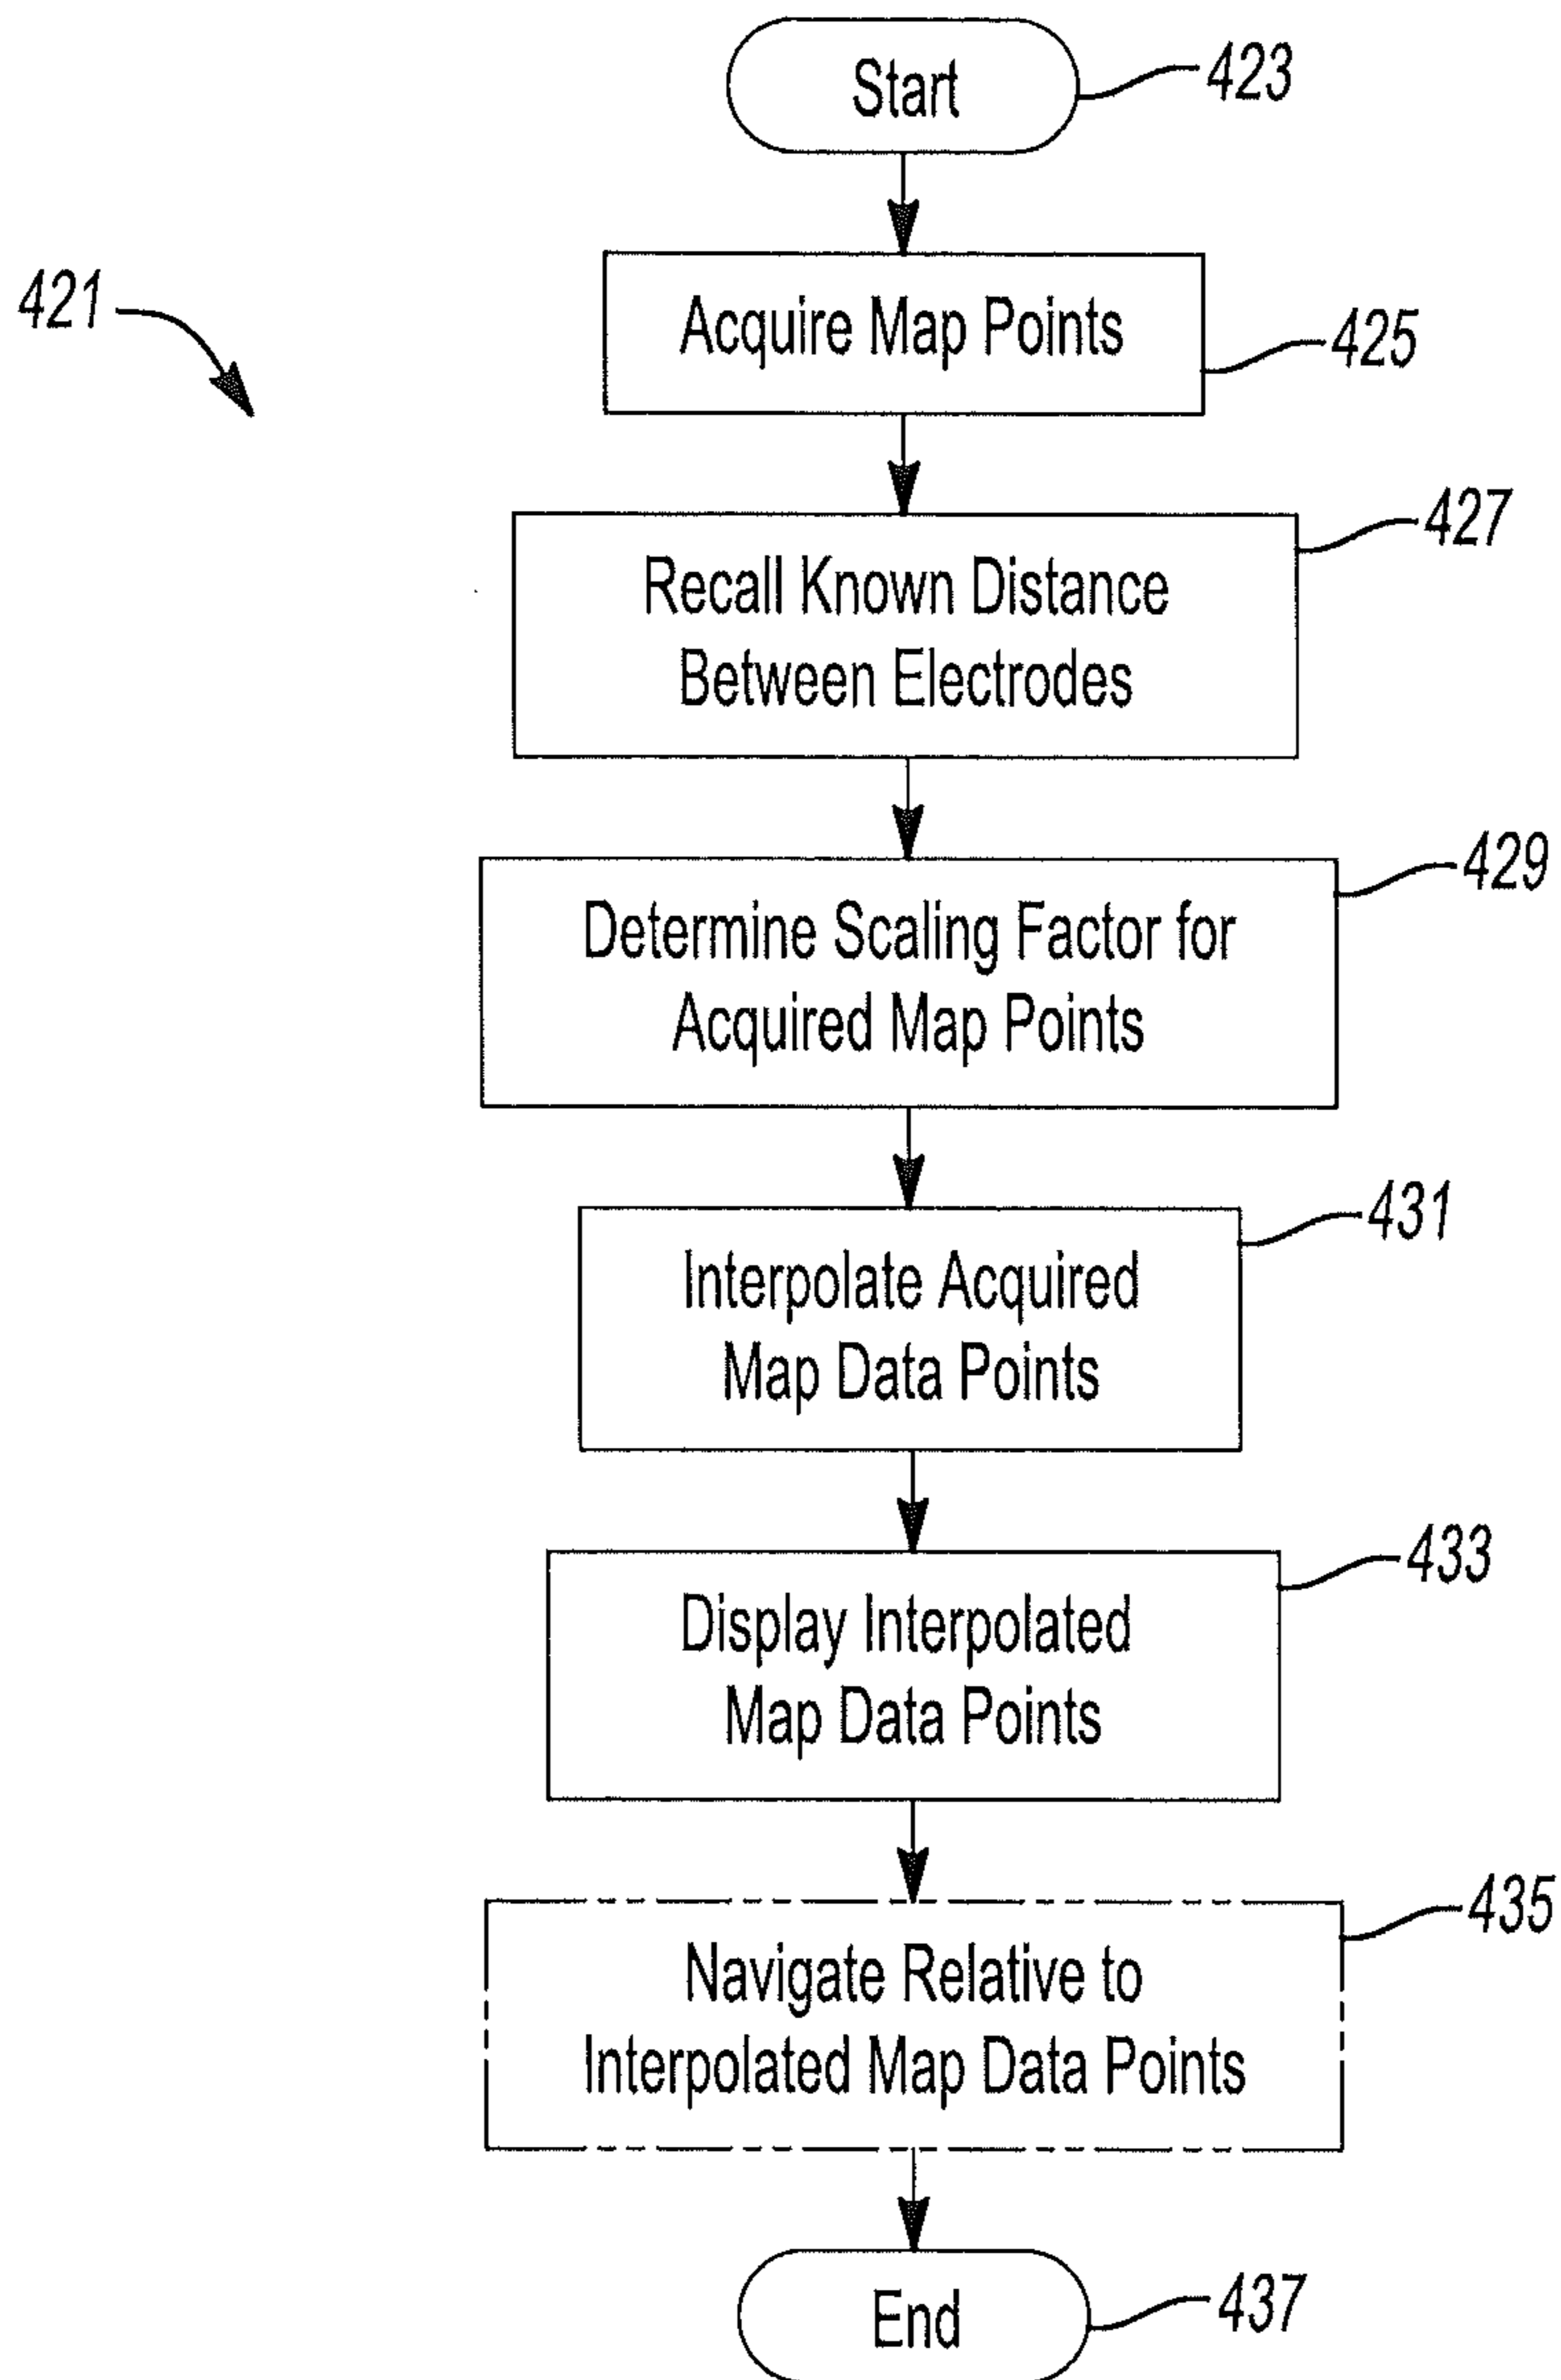 Start
423
421
Acquire Map Points
425
Recall Known Distance
Between Electrodes
427
Determine Scaling Factor for
Acquired Map Points
429
Interpolate Acquired
Map Data Points
431
Display Interpolated
Map Data Points
433
Navigate Relative to
Interpolated Map Data Points
435
End
437